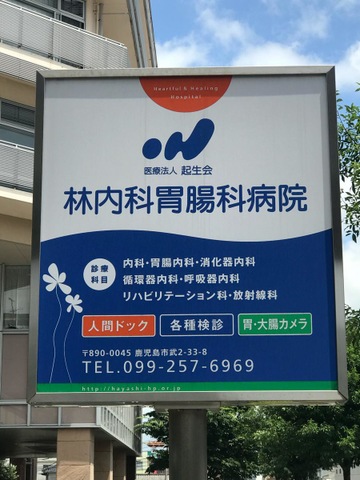 Heartful & Healing
Hospital
医療法人 起生会
林内科胃腸科病院
診療
科目
内科・胃腸内科・消化器内科
循環器内科・呼吸器内科
リハビリテーション科・放射線科
人間ドック
各種検診
胃・大腸カメラ
〒890-0045 鹿児島市武2-33-8
TEL.099-257-6969
http://hayashi-hp.or.jp